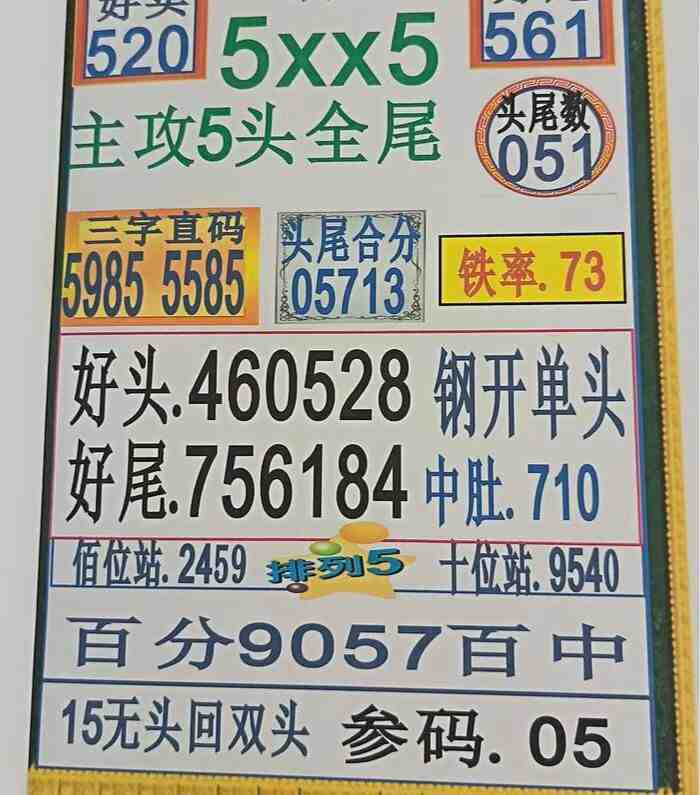 好卖
520
5xx5
561
主攻5头全尾
头尾数
051
三字直码
5985 5585
头尾合分
05713
铁率.73
好头.460528
钢开单头
好尾.756184
中肚.710
佰位站.2459
排列5
十位站.9540
百分9057百中
15无头回双头
参码.05